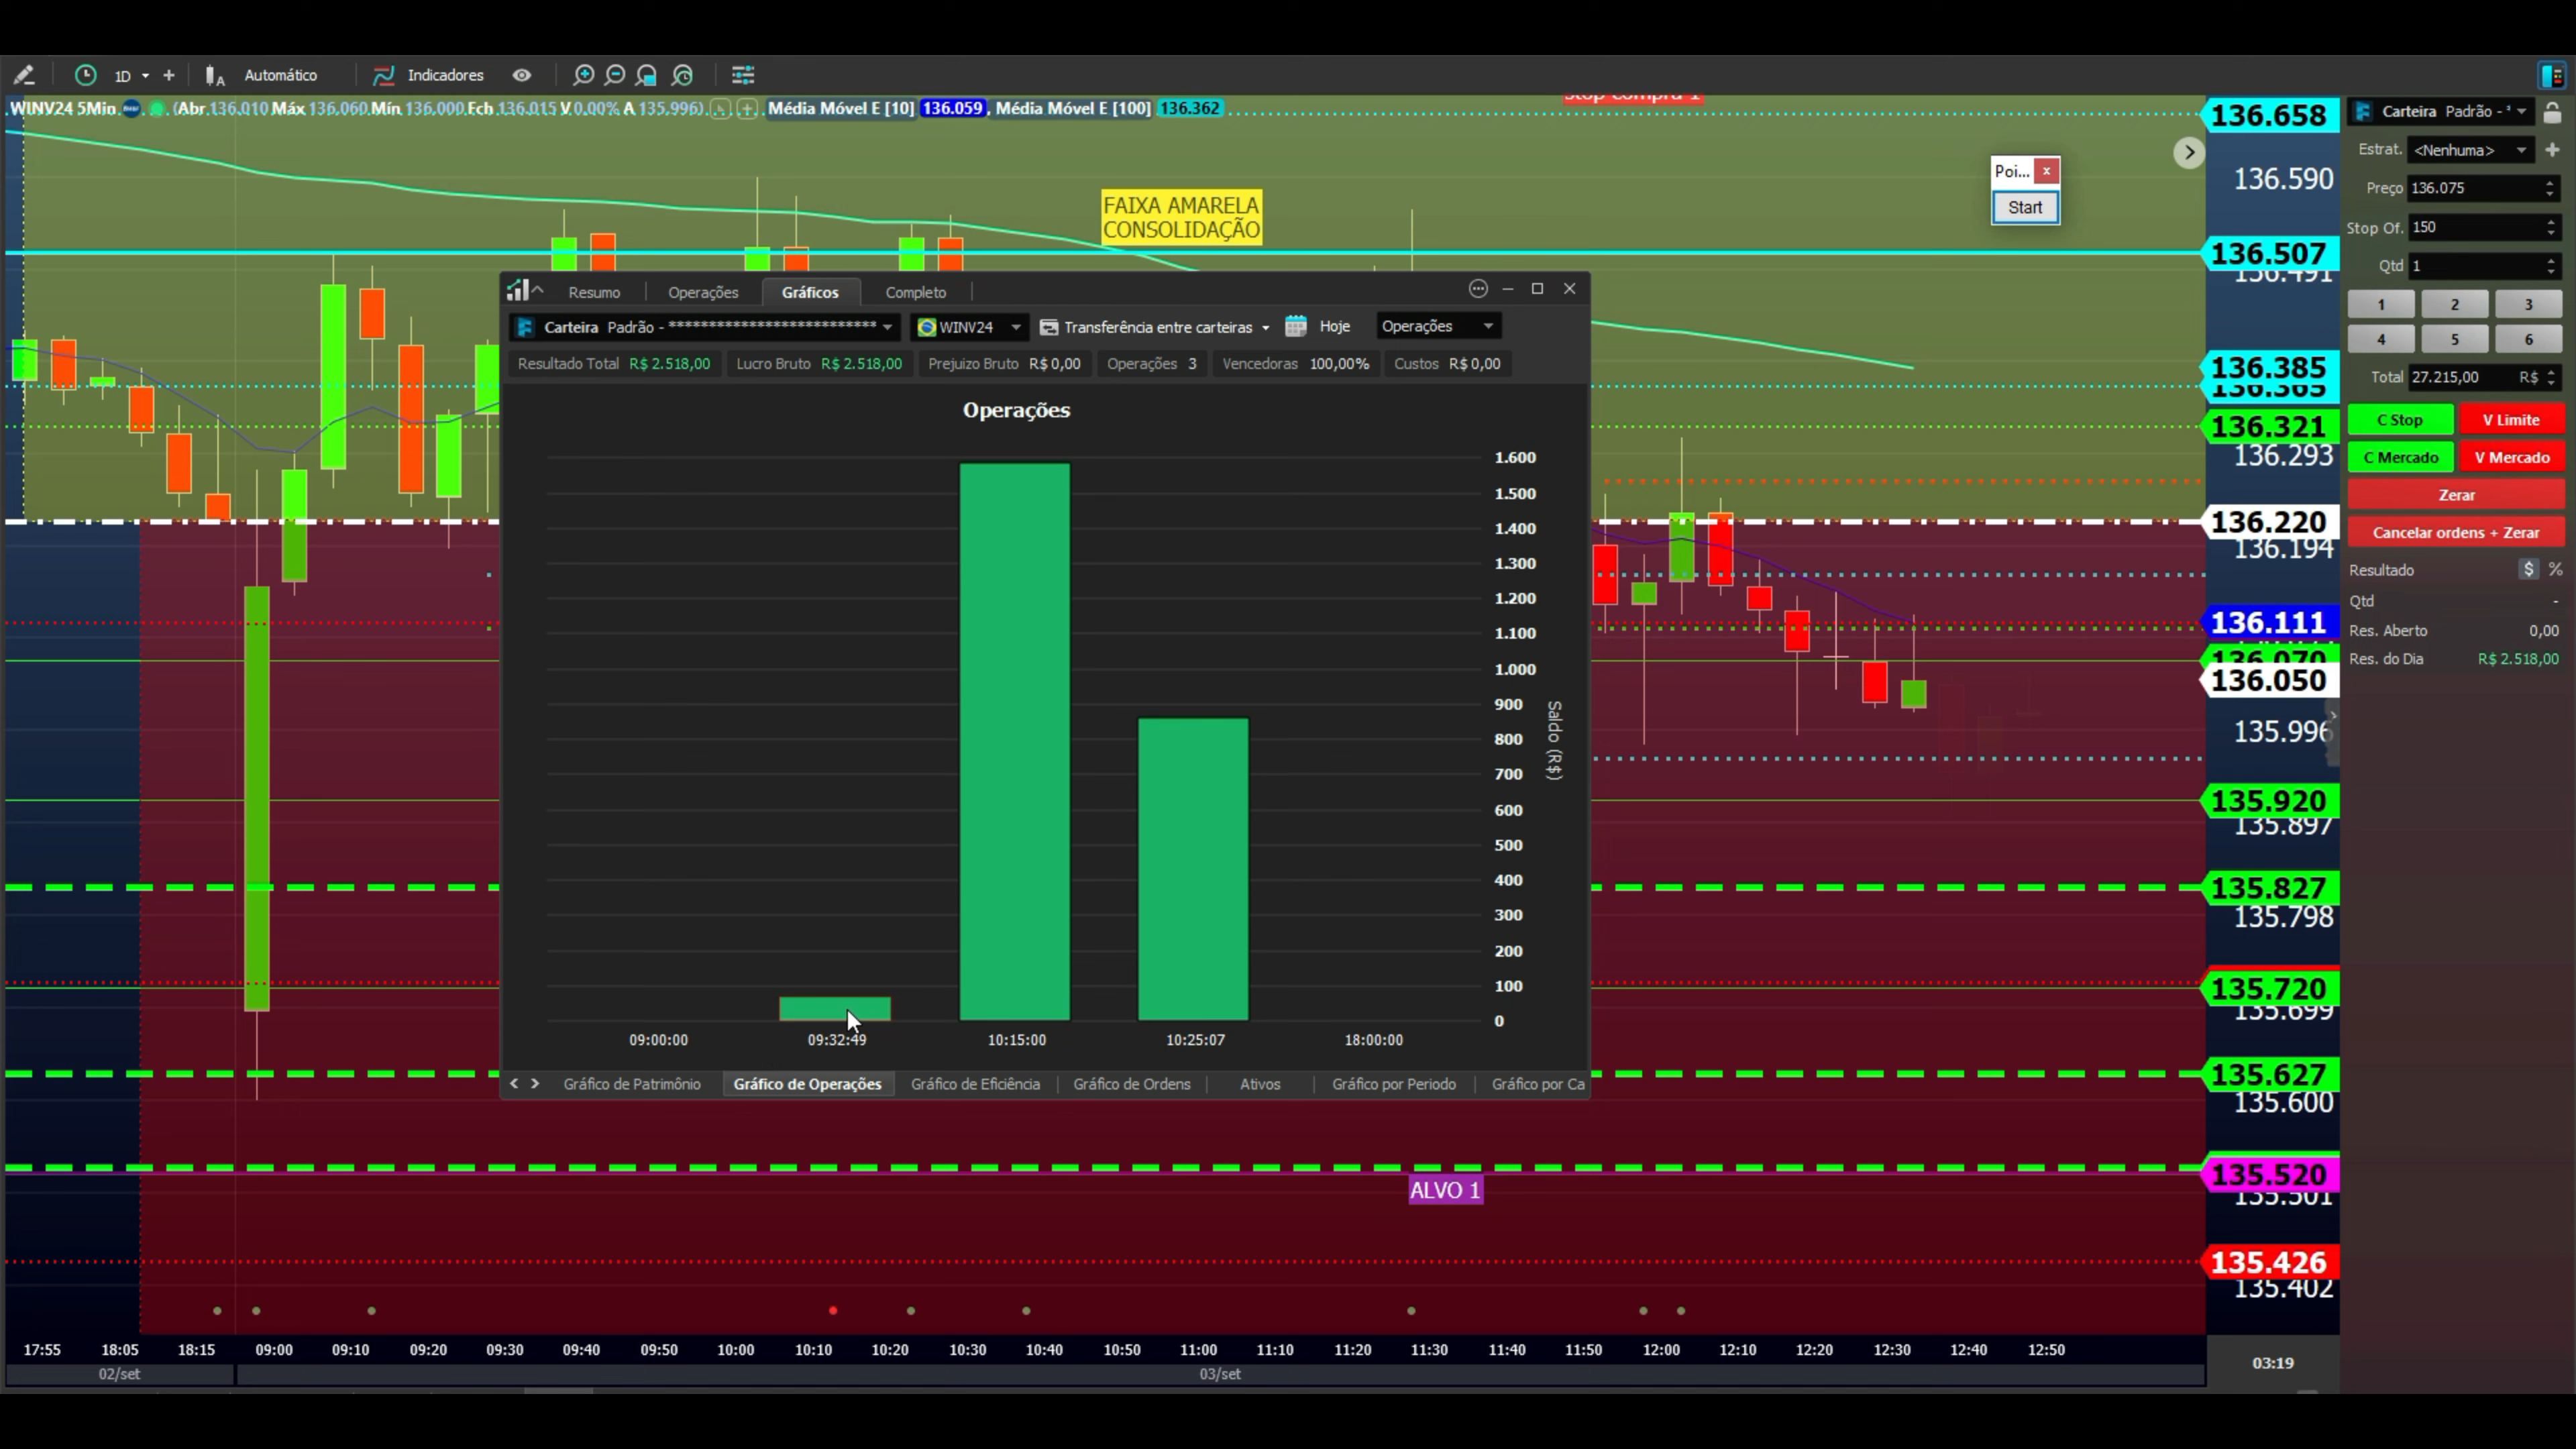 1D
Automático
Indicadores
WINV24 5Min (Abr 136.010 Máx 136.060 Mín 136.000 Fch 136.015 V 0,00% A 135,996) Média Móvel E [10] 136.059, Média Móvel E [100] 136.362
stop compra 1
FAIXA AMARELA
CONSOLIDAÇÃO
Poi... x
Start
Resumo
Operações
Gráficos
Completo
Carteira Padrão - **************************
WINV24
Transferência entre carteiras
Hoje
Operações
Resultado Total R$ 2.518,00
Lucro Bruto R$ 2.518,00
Prejuizo Bruto R$ 0,00
Operações 3
Vencedoras 100,00%
Custos R$ 0,00
Operações
1.600
1.500
1.400
1.300
1.200
1.100
1.000
900
800
700
600
500
400
300
200
100
0
Saldo (R$)
09:00:00
09:32:49
10:15:00
10:25:07
18:00:00
Gráfico de Patrimônio
Gráfico de Operações
Gráfico de Eficiência
Gráfico de Ordens
Ativos
Gráfico por Periodo
Gráfico por Ca
ALVO 1
136.658
136.590
136.507
136.491
136.385
136.365
136.321
136.293
136.220
136.194
136.111
136.070
136.050
135.996
135.920
135.897
135.827
135.798
135.720
135.699
135.627
135.600
135.520
135.501
135.426
135.402
17:55 18:05 18:15 09:00 09:10 09:20 09:30 09:40 09:50 10:00 10:10 10:20 10:30 10:40 10:50 11:00 11:10 11:20 11:30 11:40 11:50 12:00 12:10 12:20 12:30 12:40 12:50
02/set
03/set
03:19
Carteira Padrão -
Estrat. <Nenhuma>
Preço 136.075
Stop Of. 150
Qtd 1
1 2 3
4 5 6
Total 27.215,00 R$
C Stop
V Limite
C Mercado
V Mercado
Zerar
Cancelar ordens + Zerar
Resultado $ %
Qtd -
Res. Aberto 0,00
Res. do Dia R$ 2.518,00